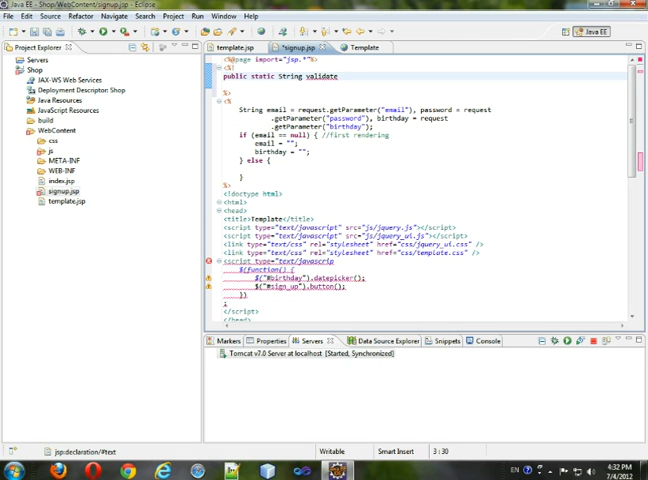 Java EE - Shop/WebContent/signup.jsp - Eclipse
File Edit Source Refactor Navigate Search Project Run Window Help
Java EE
Project Explorer
Servers
Shop
JAX-WS Web Services
Deployment Descriptor: Shop
Java Resources
JavaScript Resources
build
WebContent
css
js
META-INF
WEB-INF
index.jsp
signup.jsp
template.jsp
template.jsp *signup.jsp Template
<%@page import="jsp.*"%>
<%!
public static String validate
%>
<%
String email = request.getParameter("email"), password = request
.getParameter("password"), birthday = request
.getParameter("birthday");
if (email == null) { //first rendering
email = "";
birthday = "";
} else {
}
%>
<!doctype html>
<html>
<head>
<title>Template</title>
<script type="text/javascript" src="js/jquery.js"></script>
<script type="text/javascript" src="js/jquery_ui.js"></script>
<link type="text/css" rel="stylesheet" href="css/jquery_ui.css" />
<link type="text/css" rel="stylesheet" href="css/template.css" />
<script type="text/javascrip
$(function() {
$("#birthday").datepicker();
$("#sign_up").button();
})
;
</script>
</head>
Markers Properties Servers Data Source Explorer Snippets Console
Tomcat v7.0 Server at localhost [Started, Synchronized]
jsp:declaration/#text Writable Smart Insert 3 : 30
EN 4:32 PM
7/4/2012